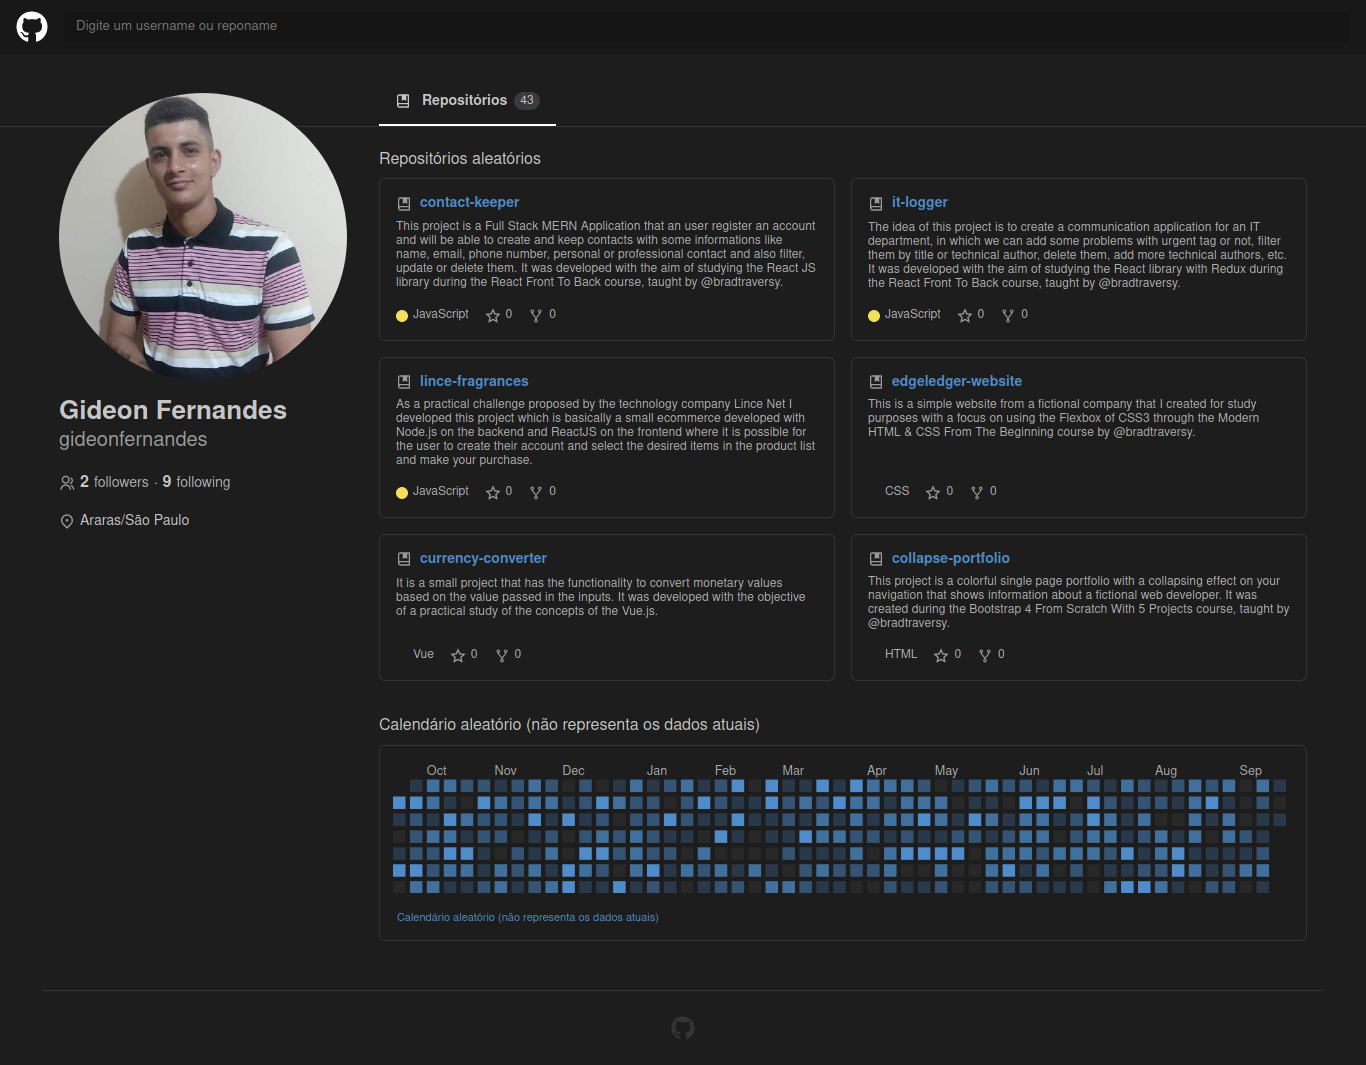 Digite um username ou reponame
Repositórios 43
Gideon Fernandes
gideonfernandes
2 followers · 9 following
Araras/São Paulo
Repositórios aleatórios
contact-keeper
This project is a Full Stack MERN Application that an user register an account
and will be able to create and keep contacts with some informations like
name, email, phone number, personal or professional contact and also filter,
update or delete them. It was developed with the aim of studying the React JS
library during the React Front To Back course, taught by @bradtraversy.
JavaScript 0 0
it-logger
The idea of this project is to create a communication application for an IT
department, in which we can add some problems with urgent tag or not, filter
them by title or technical author, delete them, add more technical authors, etc.
It was developed with the aim of studying the React library with Redux during
the React Front To Back course, taught by @bradtraversy.
JavaScript 0 0
lince-fragrances
As a practical challenge proposed by the technology company Lince Net I
developed this project which is basically a small ecommerce developed with
Node.js on the backend and ReactJS on the frontend where it is possible for
the user to create their account and select the desired items in the product list
and make your purchase.
JavaScript 0 0
edgeledger-website
This is a simple website from a fictional company that I created for study
purposes with a focus on using the Flexbox of CSS3 through the Modern
HTML & CSS From The Beginning course by @bradtraversy.
CSS 0 0
currency-converter
It is a small project that has the functionality to convert monetary values
based on the value passed in the inputs. It was developed with the objective
of a practical study of the concepts of the Vue.js.
Vue 0 0
collapse-portfolio
This project is a colorful single page portfolio with a collapsing effect on your
navigation that shows information about a fictional web developer. It was
created during the Bootstrap 4 From Scratch With 5 Projects course, taught by
@bradtraversy.
HTML 0 0
Calendário aleatório (não representa os dados atuais)
Oct Nov Dec Jan Feb Mar Apr May Jun Jul Aug Sep
Calendário aleatório (não representa os dados atuais)